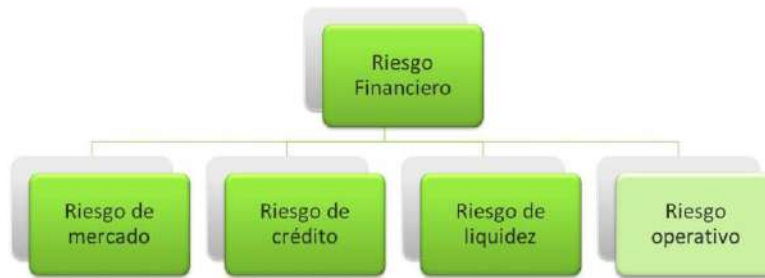 Riesgo
Financiero
Riesgo de
mercado
Riesgo de
crédito
Riesgo de
liquidez
Riesgo
operativo